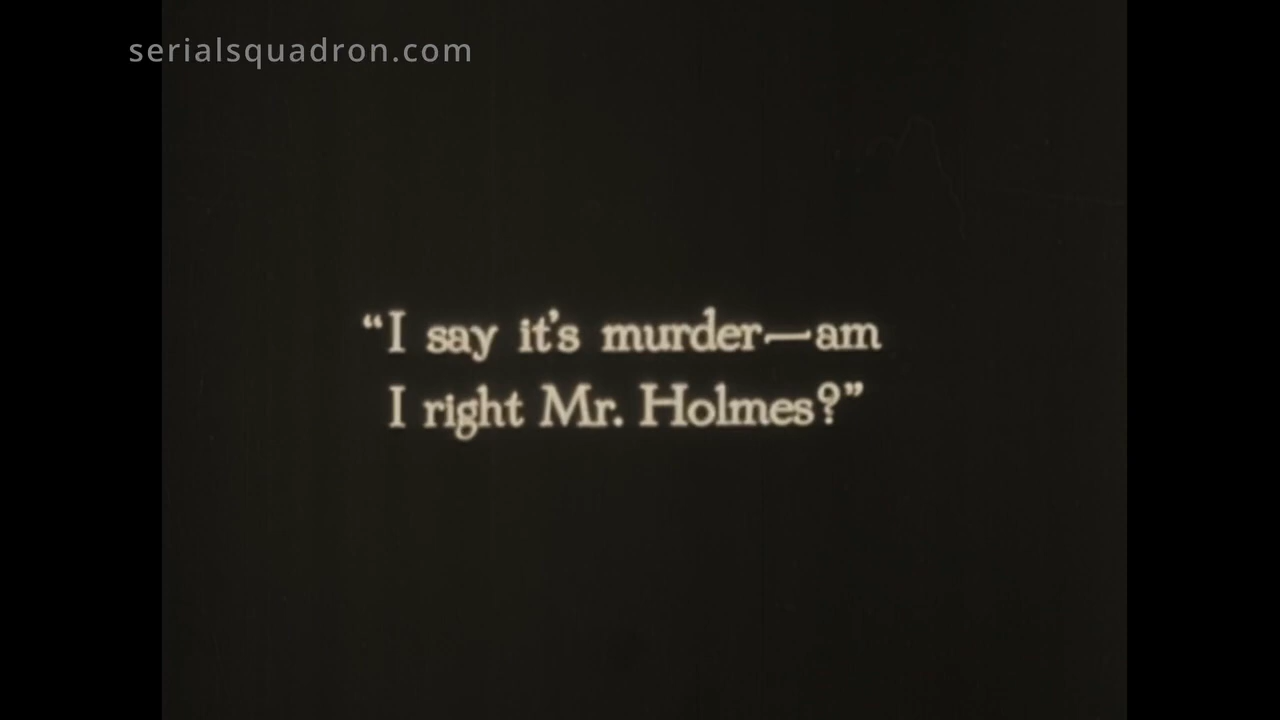 serialsquadron.com
“I say it's murder—am
I right Mr. Holmes?”